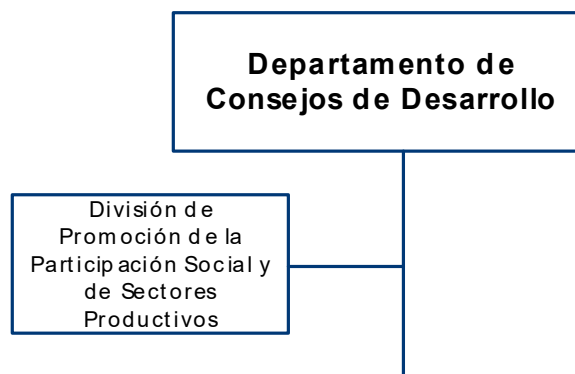 Departamento de
Consejos de Desarrollo
División de
Promoción de la
Participación Social y
de Sectores
Productivos